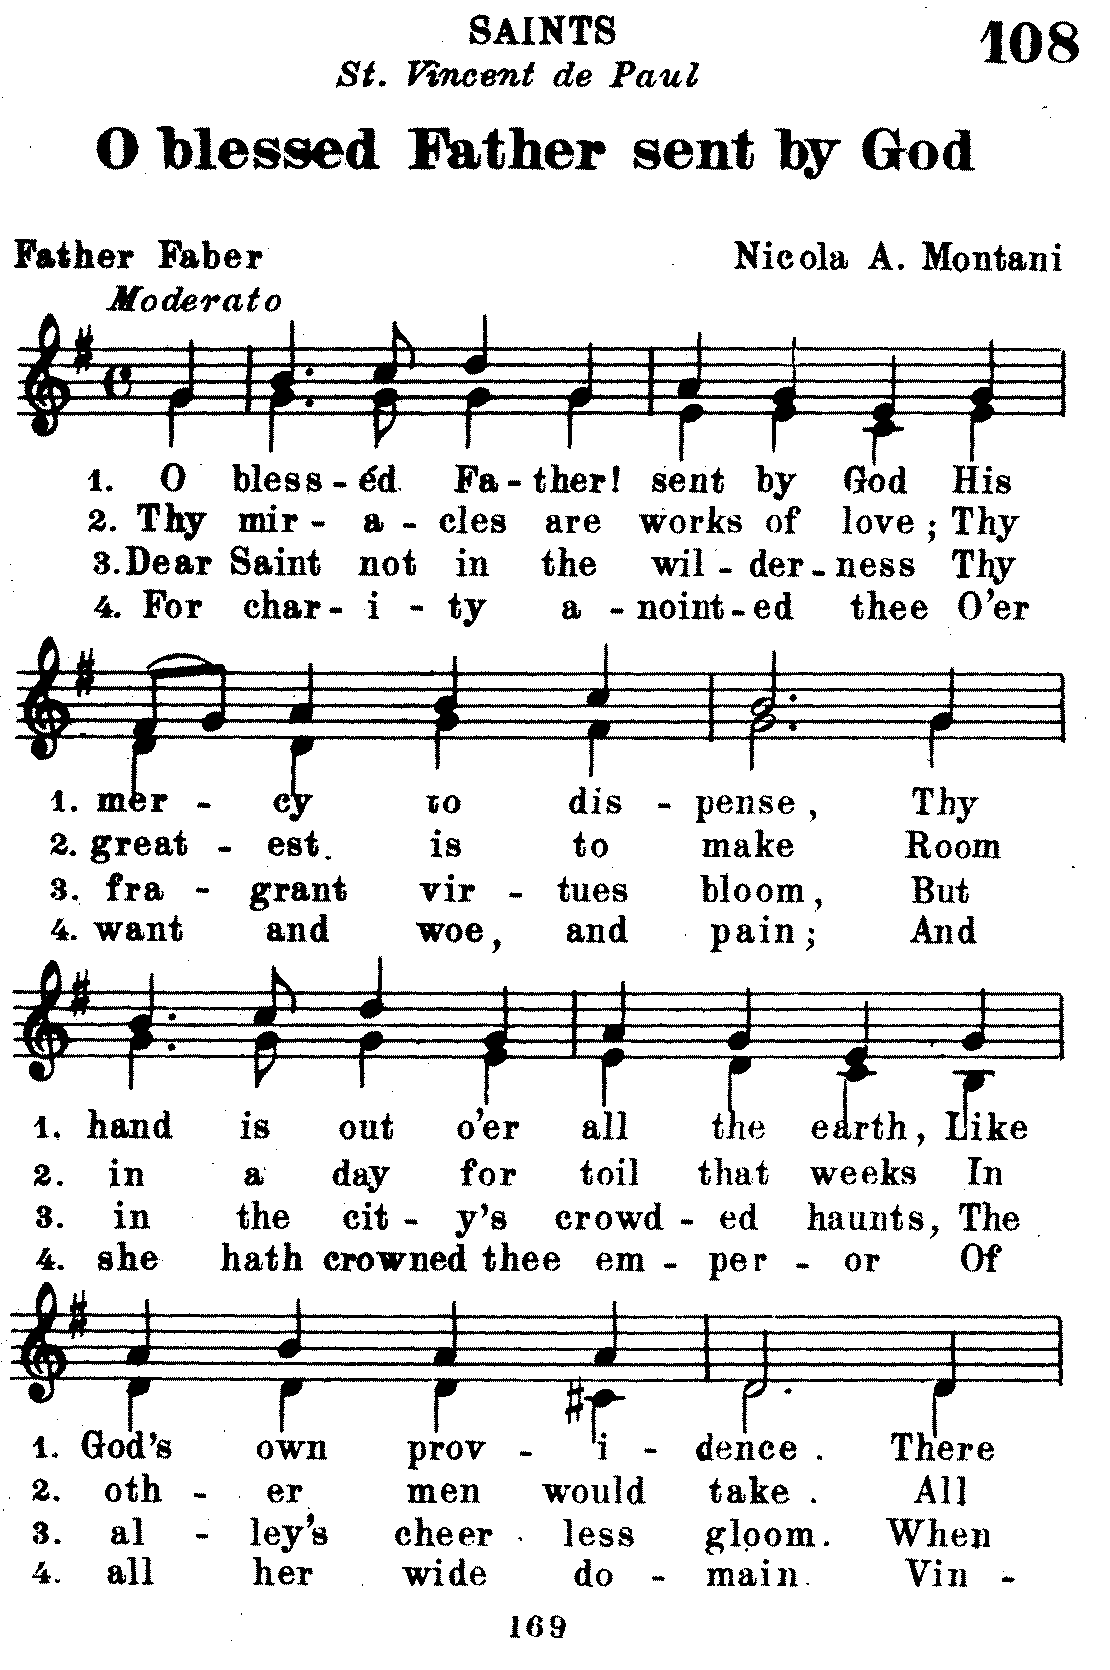 SAINTS
108
St. Vincent de Paul
O blessed Father sent by God
Father Faber
Nicola A. Montani
Moderato
1. O bless - éd Fa - ther! sent by God His
2. Thy mir - a - cles are works of love; Thy
3. Dear Saint not in the wil - der - ness Thy
4. For char - i - ty a - noint - ed thee O'er
1. mer - cy to dis - pense, Thy
2. great - est. is to make Room
3. fra - grant vir - tues bloom, But
4. want and woe, and pain; And
1. hand is out o'er all the earth, Like
2. in a day for toil that weeks In
3. in the cit - y's crowd - ed haunts, The
4. she hath crowned thee em - per - or Of
1. God's own prov - i - dence. There
2. oth - er men would take. All
3. al - ley's cheer less gloom. When
4. all her wide do - main. Vin -
169